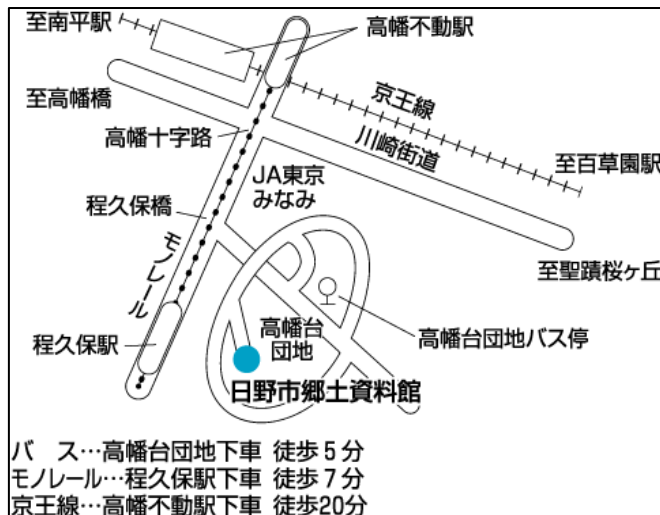 至南平駅
高幡不動駅
至高幡橋
京王線
高幡十字路
川崎街道
至百草園駅
JA東京
みなみ
程久保橋
モノレール
至聖蹟桜ヶ丘
程久保駅
高幡台
団地
高幡台団地バス停
日野市郷土資料館
バ　ス…高幡台団地下車 徒歩５分
モノレール…程久保駅下車 徒歩７分
京王線…高幡不動駅下車 徒歩20分